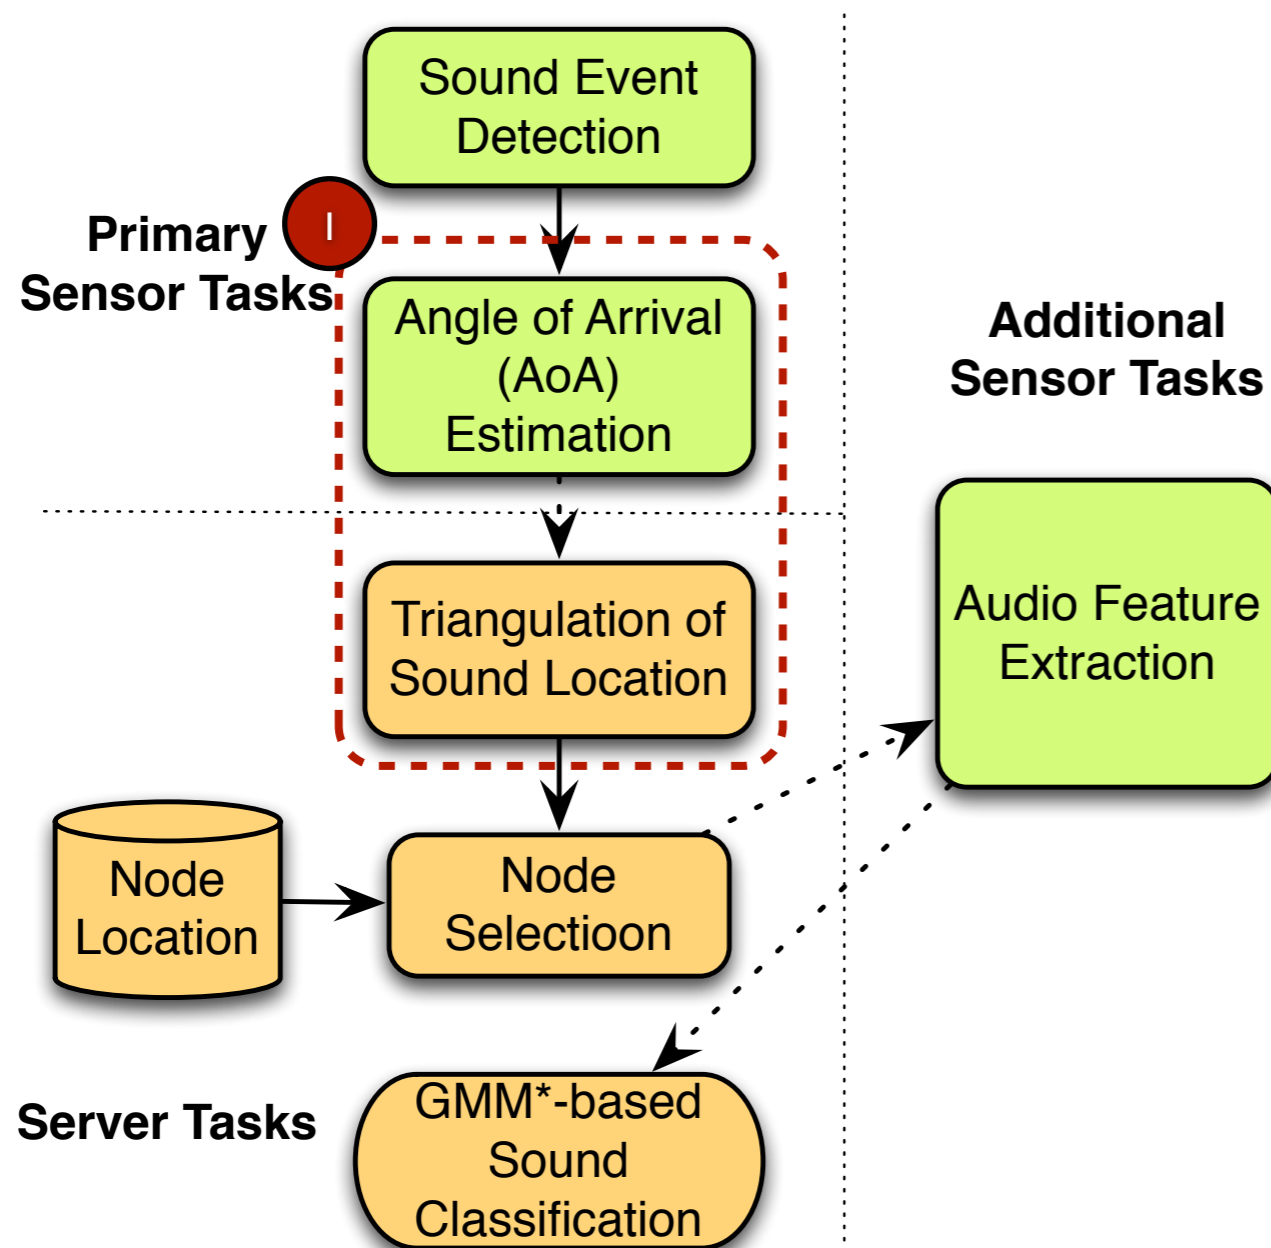 Sound Event
Detection
I
Primary
Sensor Tasks
Angle of Arrival
(AoA)
Estimation
Additional
Sensor Tasks
Audio Feature
Extraction
Triangulation of
Sound Location
Node
Location
Node
Selectioon
Server Tasks
GMM*-based
Sound
Classification